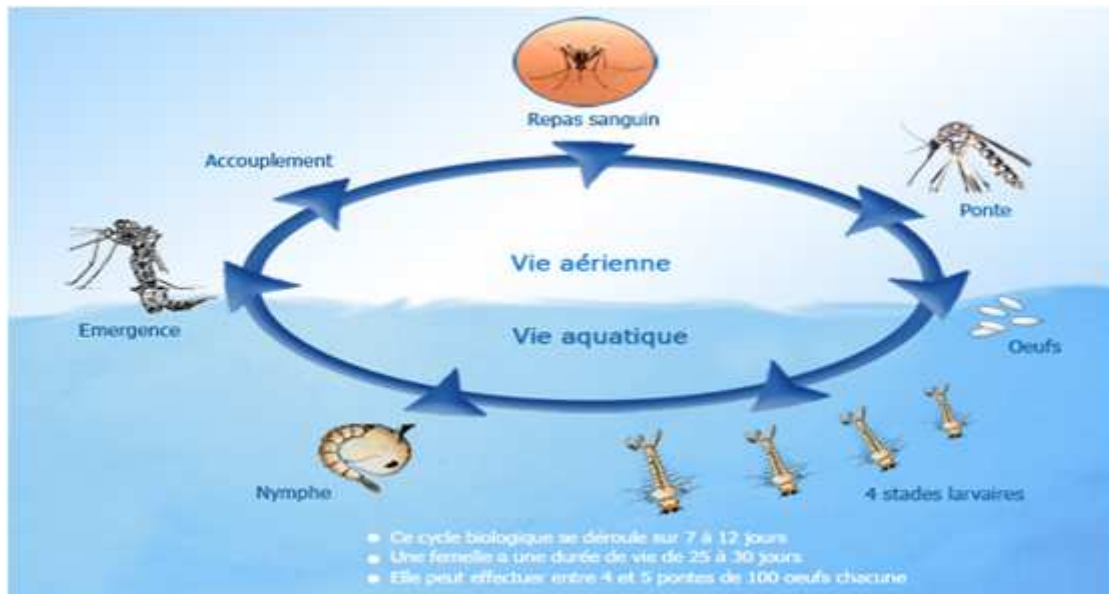 Repas sanguin
Accouplement
Ponte
Vie aérienne
Emergence
Vie aquatique
Oeufs
Nymphe
4 stades larvaires
Ce cycle biologique se déroule sur 7 à 12 jours
Une femelle a une durée de vie de 25 à 30 jours
Elle peut effectuer entre 4 et 5 pontes de 100 oeufs chacune